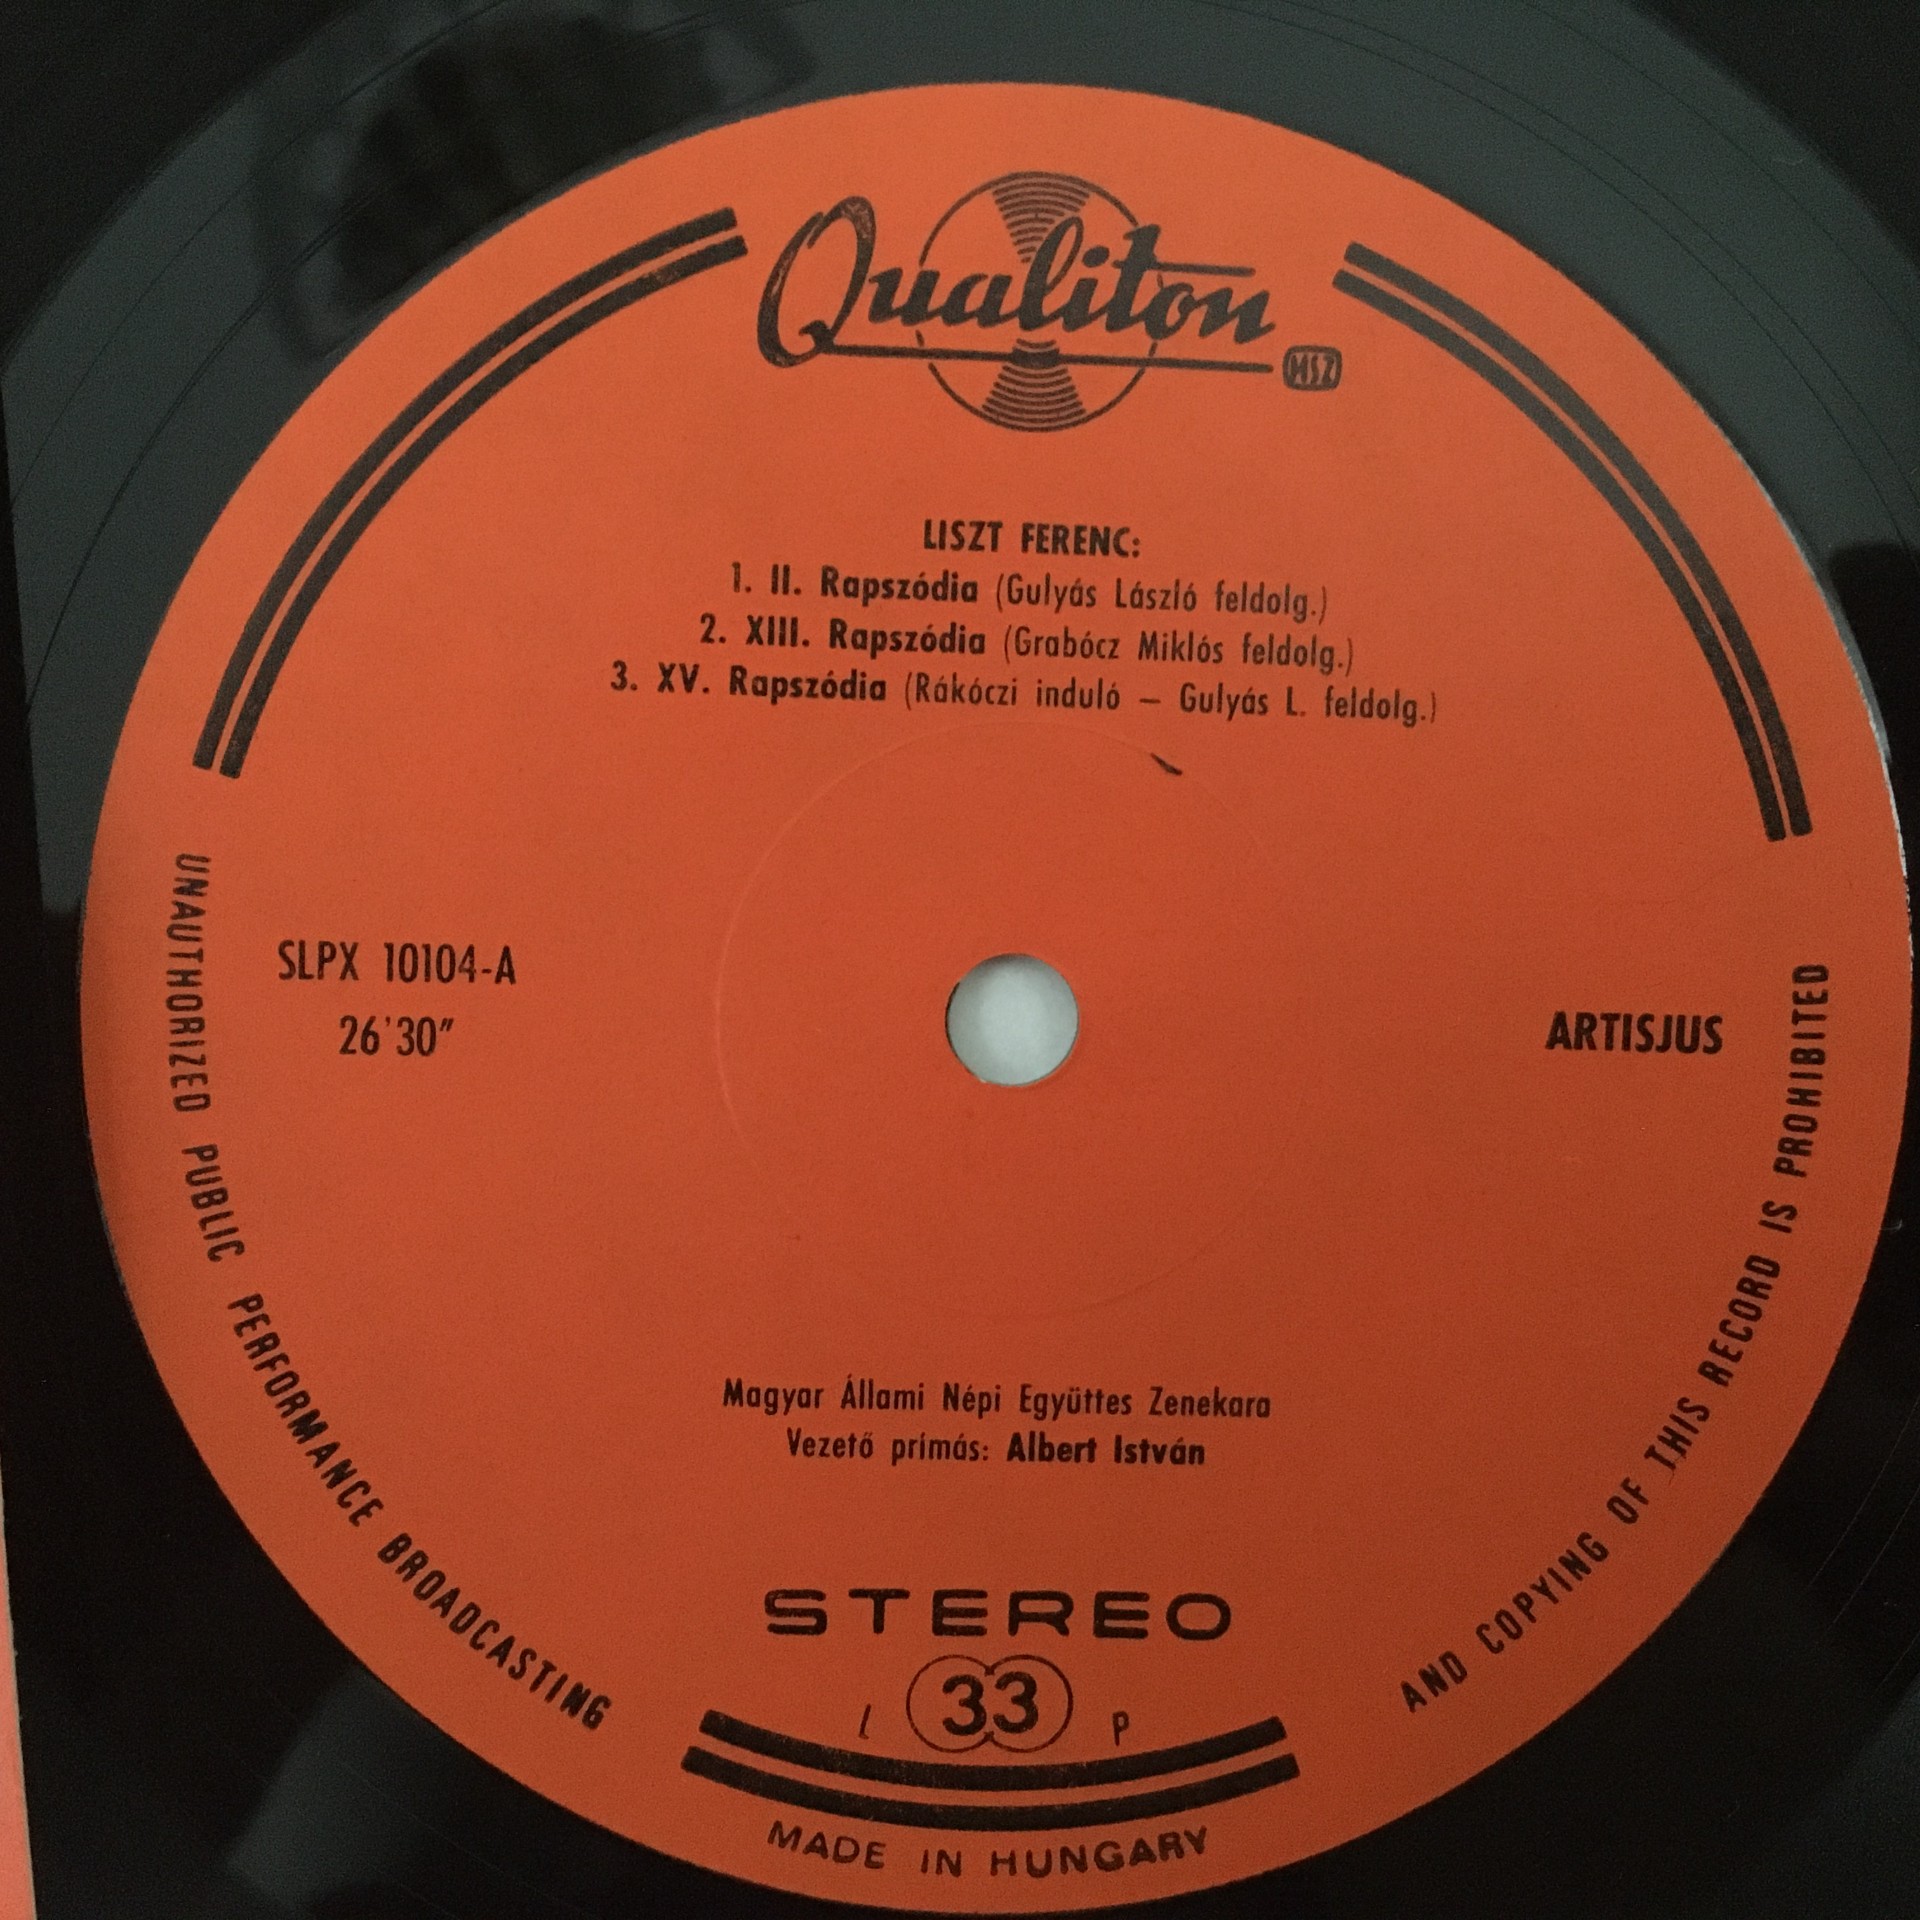 Qualiton
MSZ
LISZT FERENC:
1. II. Rapszódia (Gulyás László feldolg.)
2. XIII. Rapszódia (Grabócz Miklós feldolg.)
3. XV. Rapszódia (Rákóczi induló – Gulyás L. feldolg.)
SLPX 10104-A
26'30"
ARTISJUS
Magyar Állami Népi Együttes Zenekara
Vezető prímás: Albert István
STEREO
L 33 P
UNAUTHORIZED PUBLIC PERFORMANCE BROADCASTING AND COPYING OF THIS RECORD IS PROHIBITED
MADE IN HUNGARY